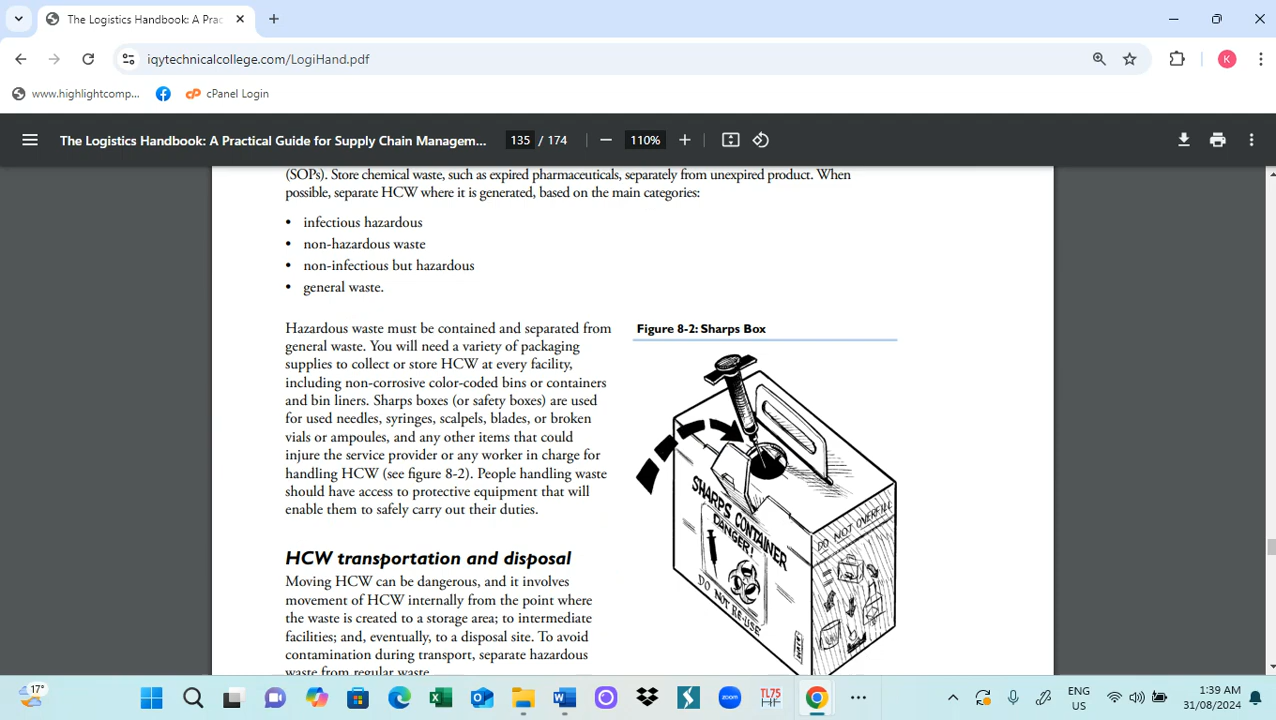 The Logistics Handbook: A Prac
iqytechnicalcollege.com/LogiHand.pdf
K
www.highlightcomp...
cPanel Login
The Logistics Handbook: A Practical Guide for Supply Chain Managem...
135 / 174
110%
(SOPs). Store chemical waste, such as expired pharmaceuticals, separately from unexpired product. When
possible, separate HCW where it is generated, based on the main categories:
• infectious hazardous
• non-hazardous waste
• non-infectious but hazardous
• general waste.
Hazardous waste must be contained and separated from
general waste. You will need a variety of packaging
supplies to collect or store HCW at every facility,
including non-corrosive color-coded bins or containers
and bin liners. Sharps boxes (or safety boxes) are used
for used needles, syringes, scalpels, blades, or broken
vials or ampoules, and any other items that could
injure the service provider or any worker in charge for
handling HCW (see figure 8-2). People handling waste
should have access to protective equipment that will
enable them to safely carry out their duties.
HCW transportation and disposal
Moving HCW can be dangerous, and it involves
movement of HCW internally from the point where
the waste is created to a storage area; to intermediate
facilities; and, eventually, to a disposal site. To avoid
contamination during transport, separate hazardous
waste from regular waste.
Figure 8-2: Sharps Box
SHARPS CONTAINER
DANGER!
DO NOT RE-USE
DO NOT OVERFILL
17°
zoom
TL75
ENG
US
1:39 AM
31/08/2024